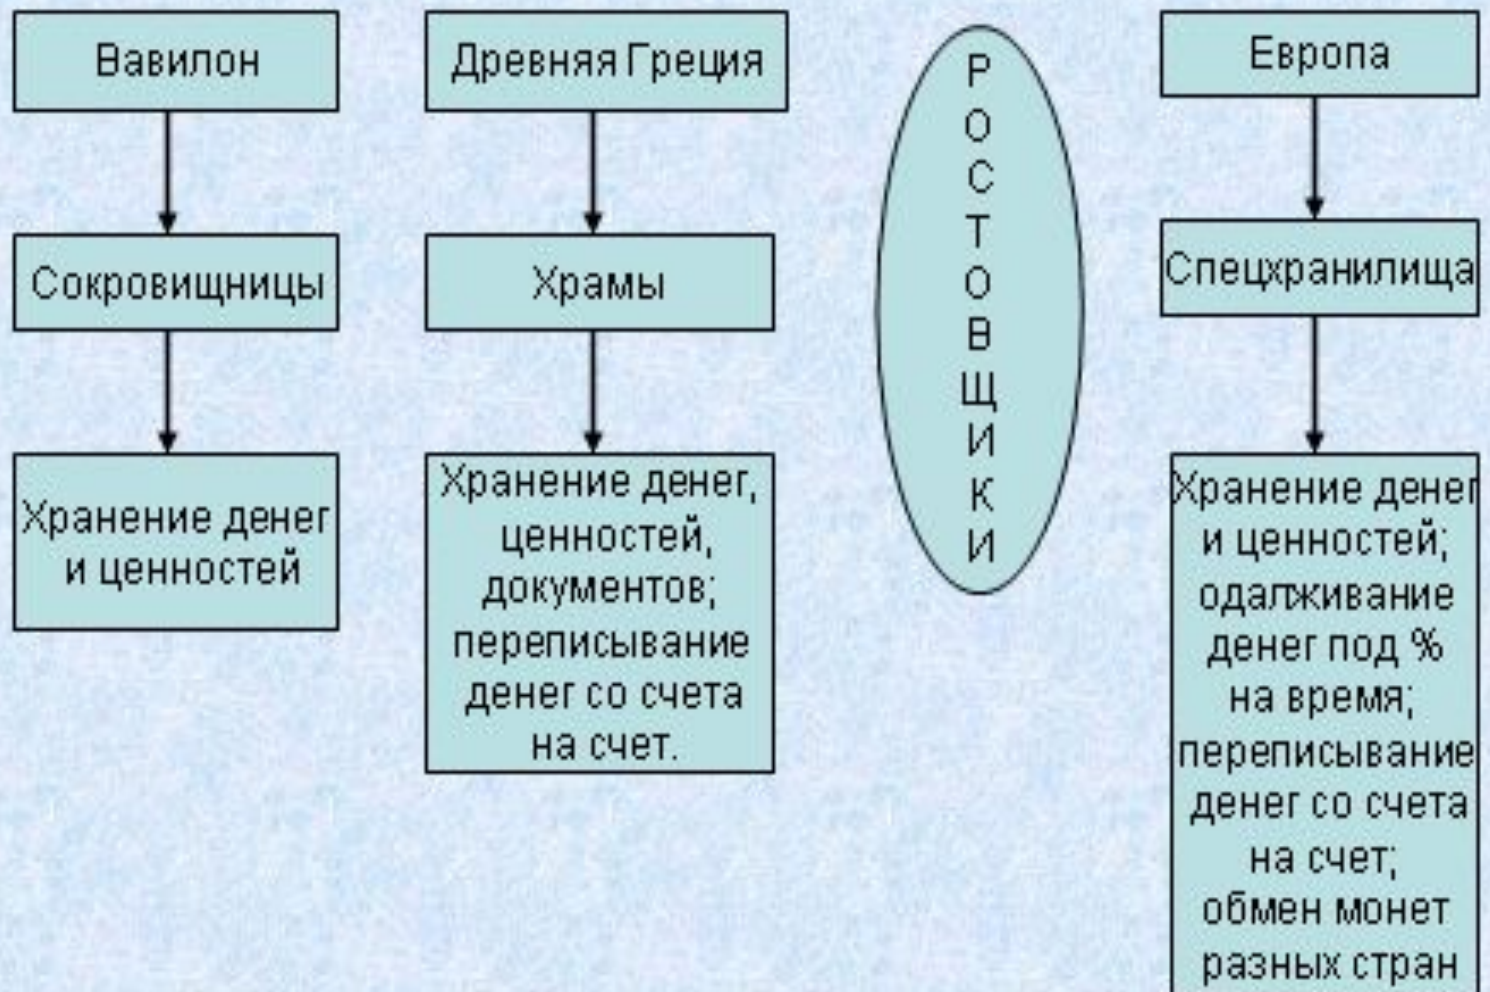 Вавилон
Сокровищницы
Хранение денег
и ценностей
Древняя Греция
Храмы
Хранение денег,
ценностей,
документов;
переписывание
денег со счета
на счет.
Р
О
С
Т
О
В
Щ
И
К
И
Европа
Спецхранилища
Хранение денег
и ценностей;
одалживание
денег под %
на время;
переписывание
денег со счета
на счет;
обмен монет
разных стран